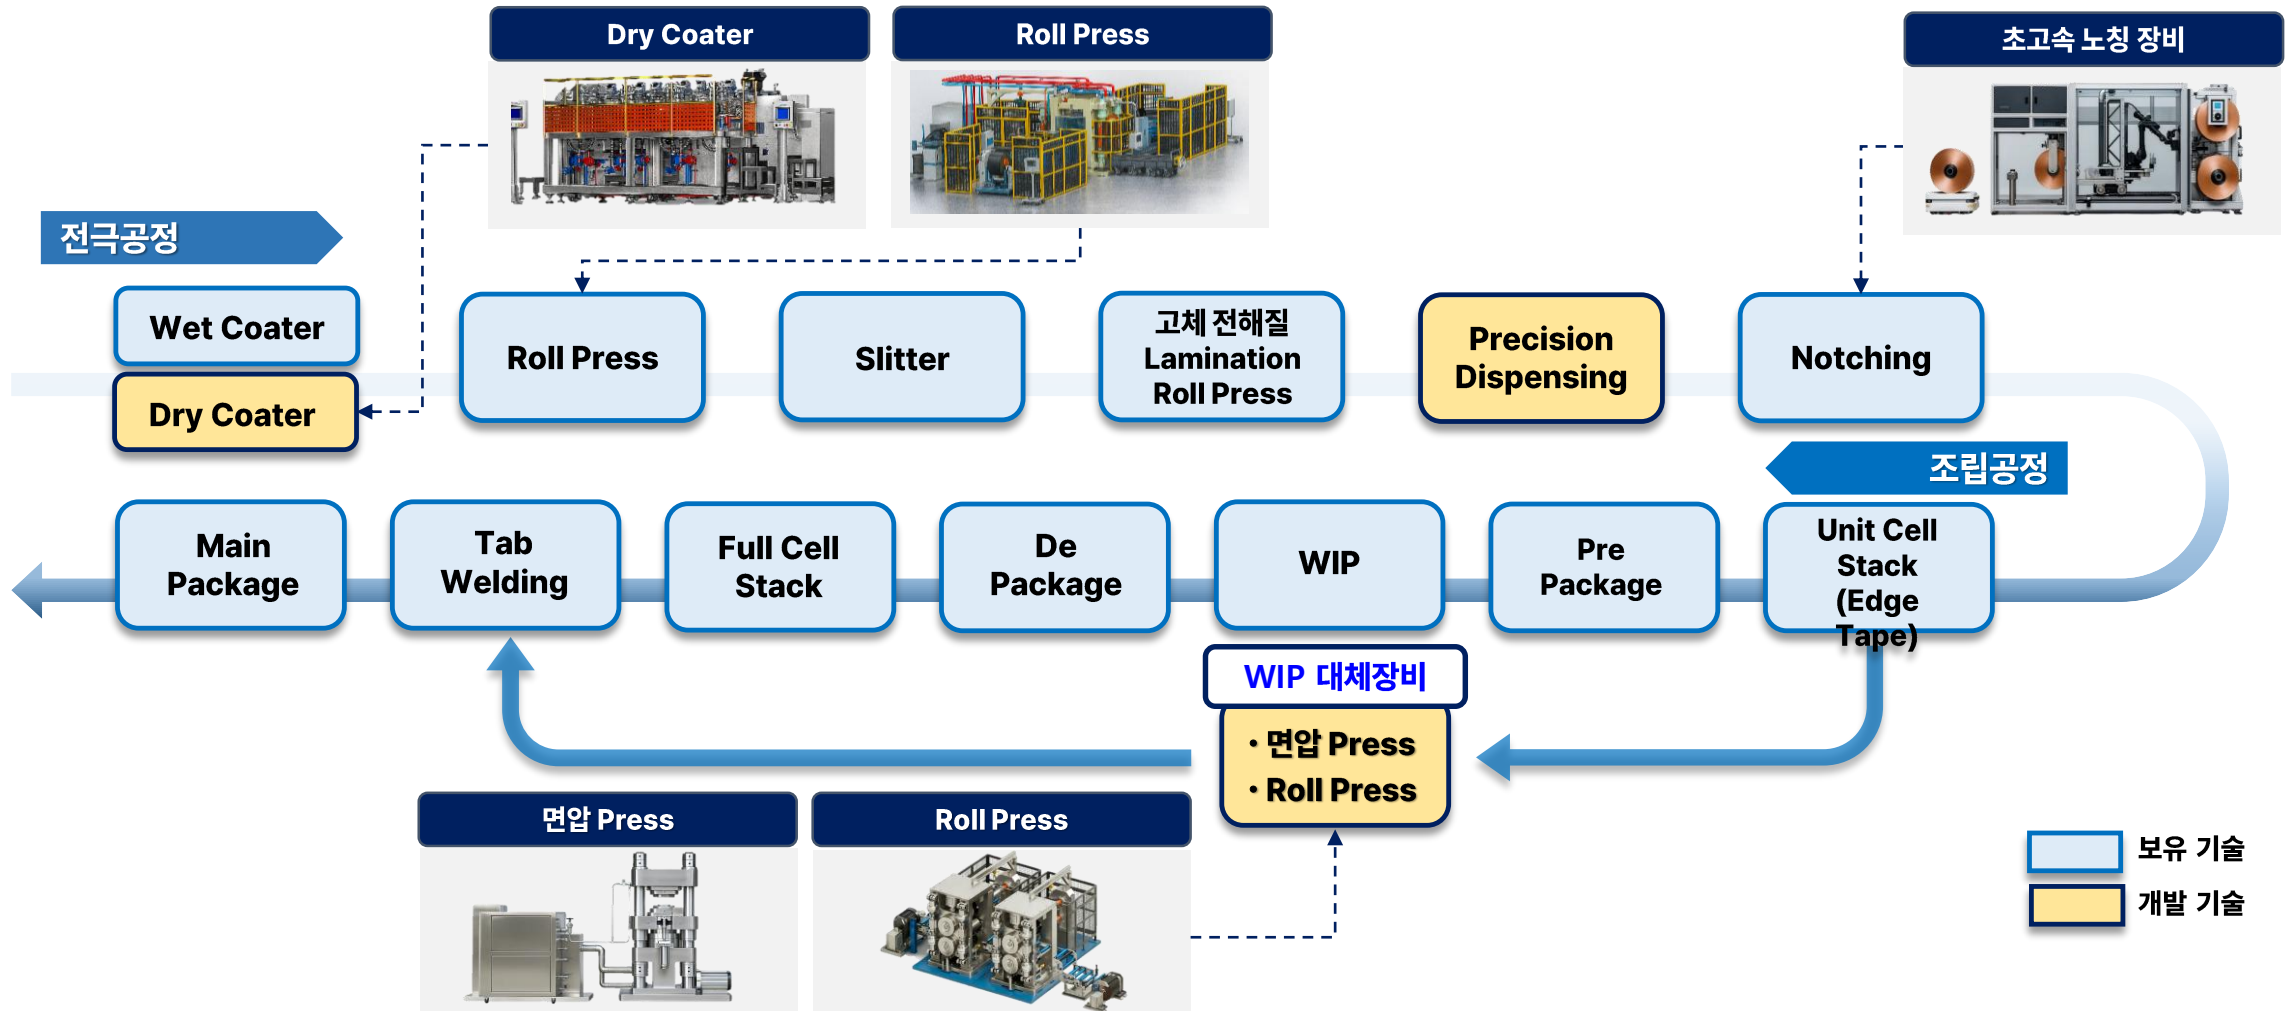 Dry Coater
Roll Press
초고속 노칭 장비
전극공정
Wet Coater
Dry Coater
Roll Press
Slitter
고체 전해질
Lamination
Roll Press
Precision
Dispensing
Notching
조립공정
Main
Package
Tab
Welding
Full Cell
Stack
De
Package
WIP
Pre
Package
Unit Cell
Stack
(Edge
Tape)
WIP 대체장비
· 면압 Press
· Roll Press
면압 Press
Roll Press
보유 기술
개발 기술